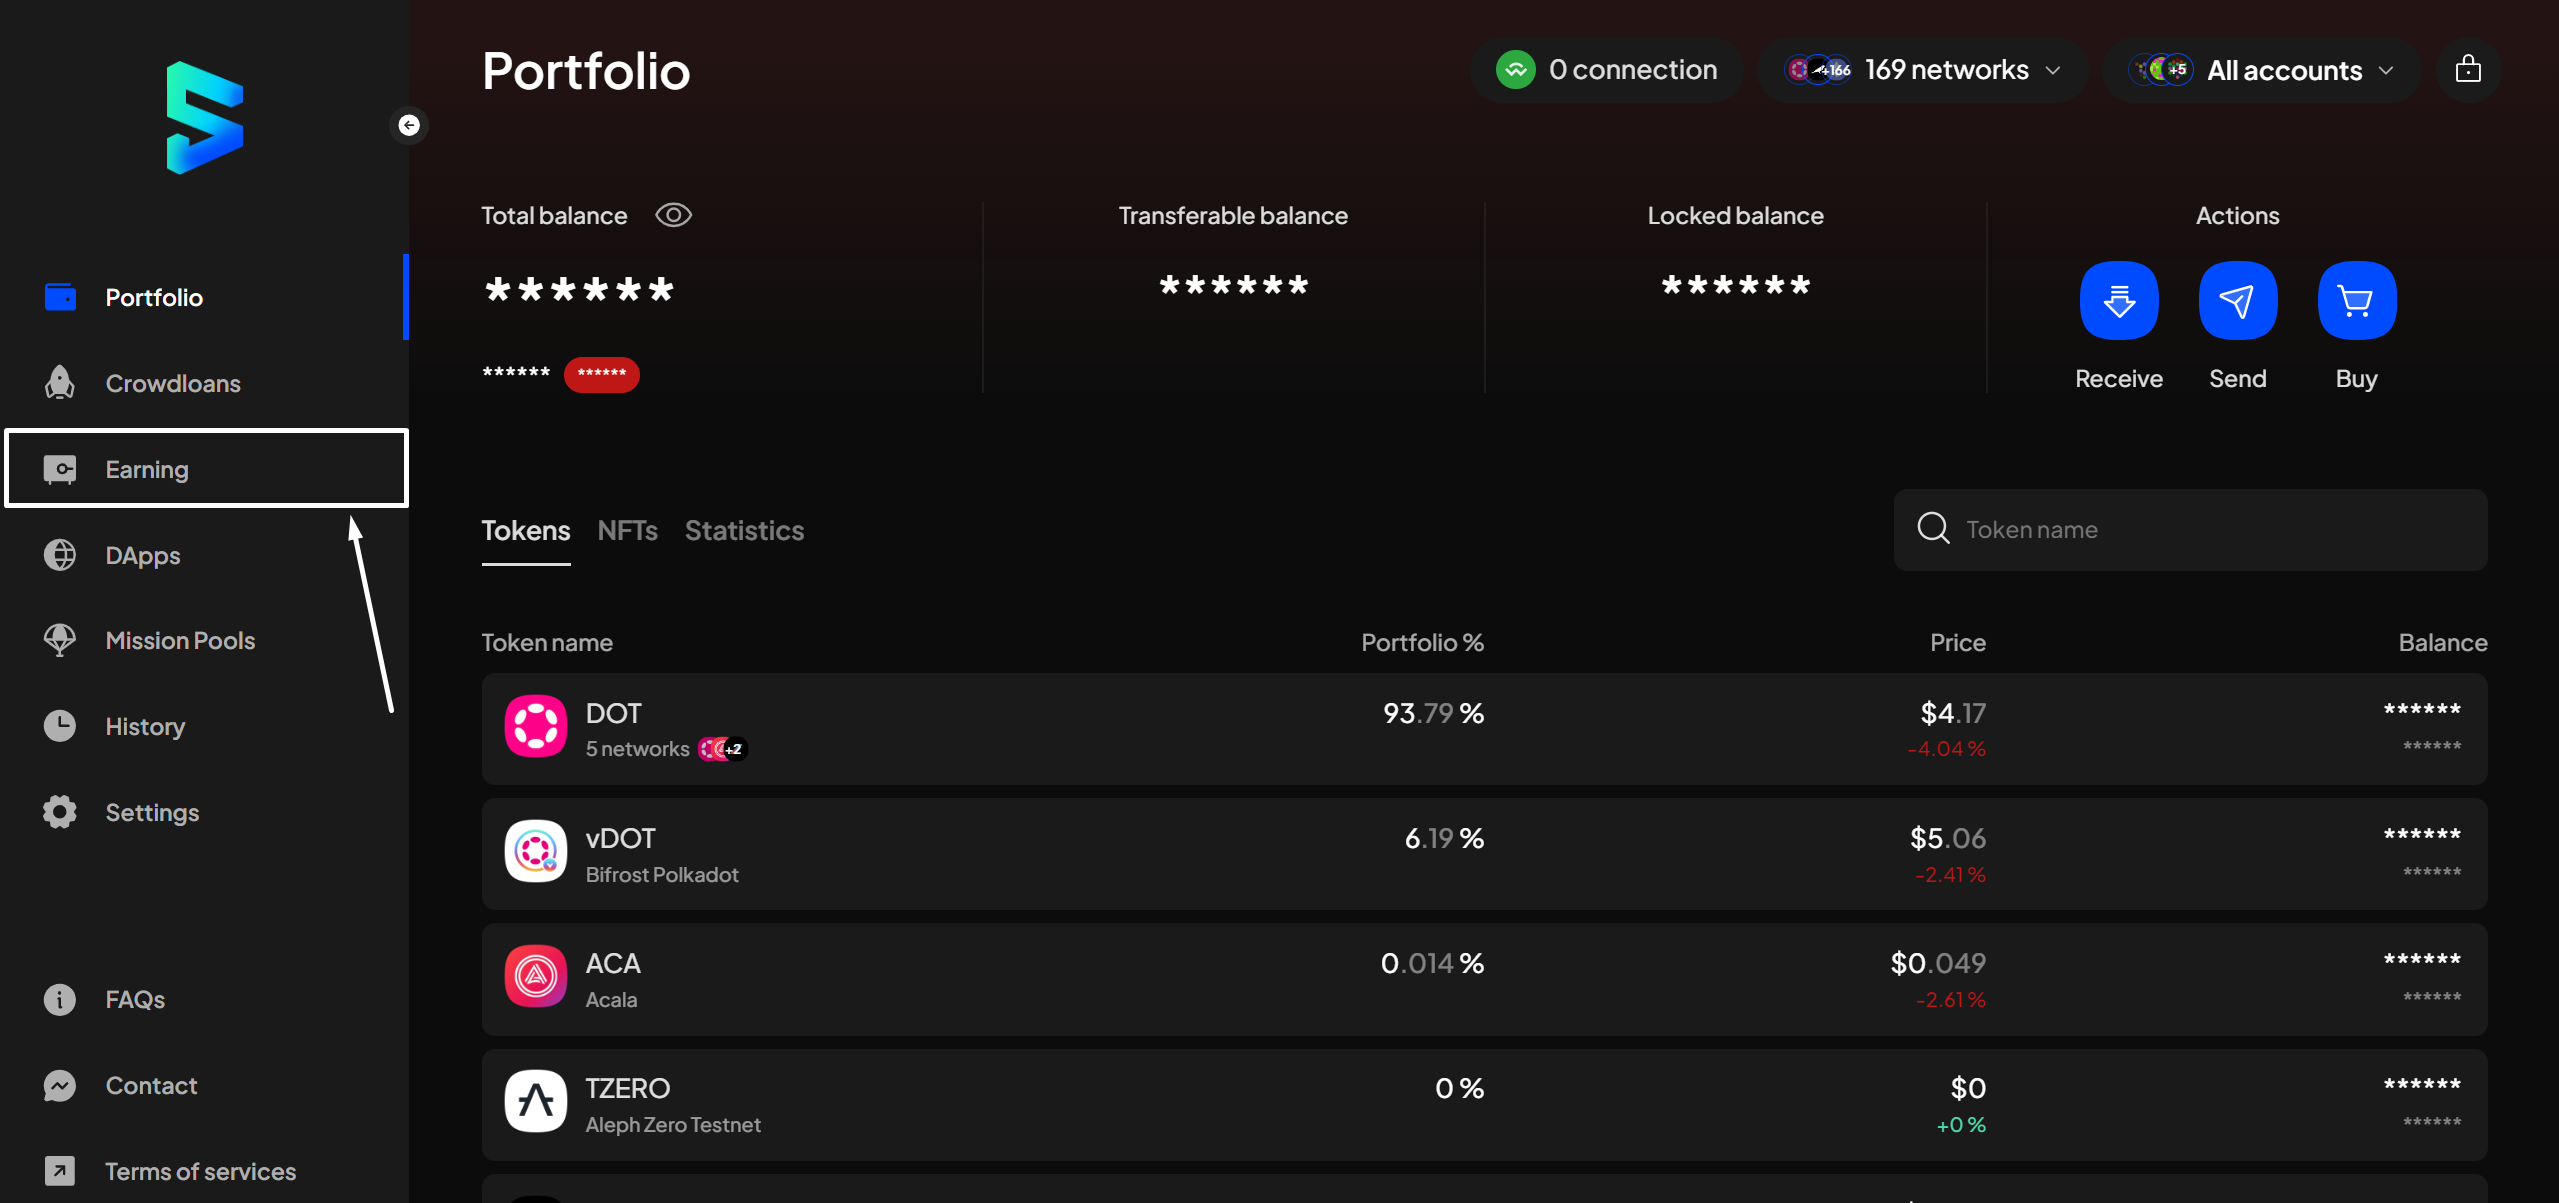 Portfolio
0 connection
+166 169 networks
+5 All accounts
Total balance
Transferable balance
Locked balance
Actions
******
******
******
****** ******
Receive
Send
Buy
Portfolio
Crowdloans
Earning
DApps
Mission Pools
History
Settings
FAQs
Contact
Terms of services
Tokens NFTs Statistics
Token name
Token name Portfolio % Price Balance
DOT 93.79 % $4.17 ******
5 networks +2 -4.04 % ******
vDOT 6.19 % $5.06 ******
Bifrost Polkadot -2.41 % ******
ACA 0.014 % $0.049 ******
Acala -2.61 % ******
TZERO 0 % $0 ******
Aleph Zero Testnet +0 % ******